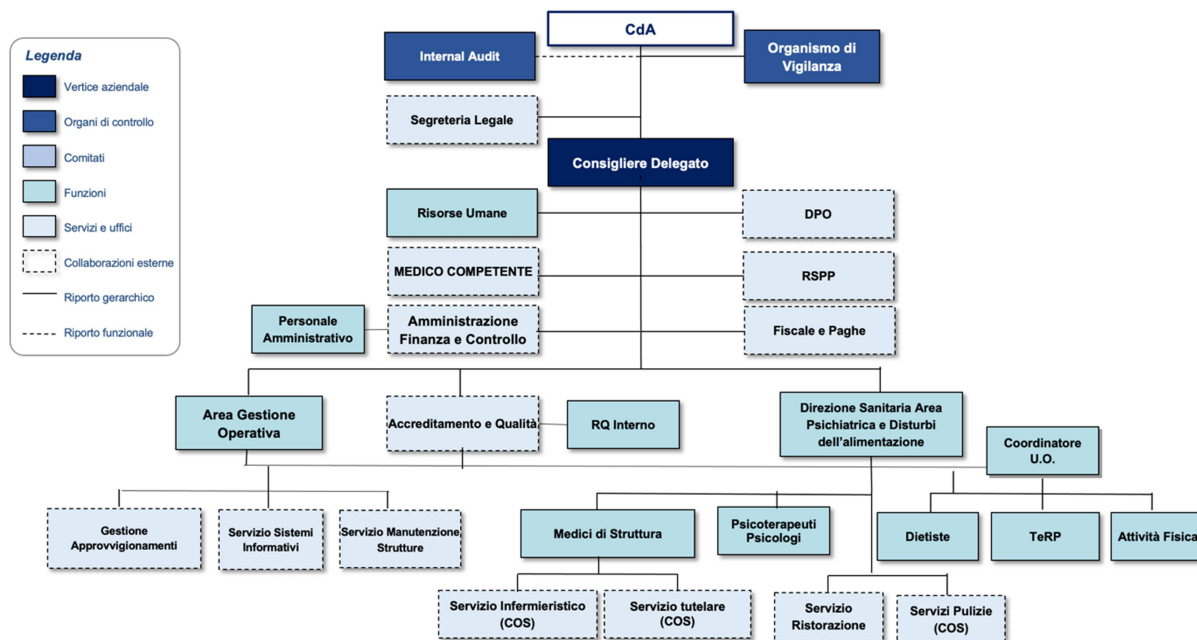 CdA
Internal Audit
Organismo di
Vigilanza
Legenda
Vertice aziendale
Organi di controllo
Comitati
Funzioni
Servizi e uffici
Collaborazioni esterne
Riporto gerarchico
Riporto funzionale
Segreteria Legale
Consigliere Delegato
Risorse Umane
DPO
MEDICO COMPETENTE
RSPP
Personale
Amministrativo
Amministrazione
Finanza e Controllo
Fiscale e Paghe
Area Gestione
Operativa
Accreditamento e Qualità
RQ Interno
Direzione Sanitaria Area
Psichiatrica e Disturbi
dell'alimentazione
Coordinatore
U.O.
Gestione
Approvvigionamenti
Servizio Sistemi
Informativi
Servizio Manutenzione
Strutture
Medici di Struttura
Psicoterapeuti
Psicologi
Dietiste
TeRP
Attività Fisica
Servizio Infermieristico
(COS)
Servizio tutelare
(COS)
Servizio
Ristorazione
Servizi Pulizie
(COS)